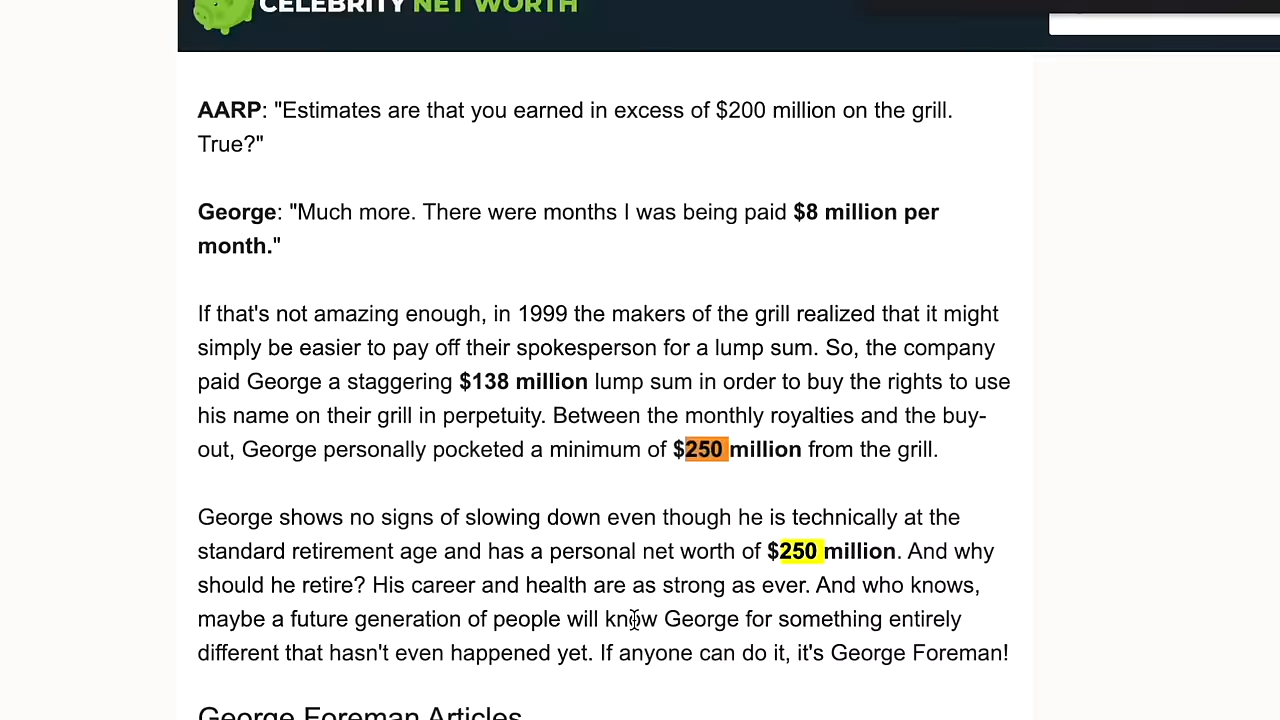 CELEBRITY NET WORTH
AARP: "Estimates are that you earned in excess of $200 million on the grill.
True?"
George: "Much more. There were months I was being paid $8 million per
month."
If that's not amazing enough, in 1999 the makers of the grill realized that it might
simply be easier to pay off their spokesperson for a lump sum. So, the company
paid George a staggering $138 million lump sum in order to buy the rights to use
his name on their grill in perpetuity. Between the monthly royalties and the buy-
out, George personally pocketed a minimum of $250 million from the grill.
George shows no signs of slowing down even though he is technically at the
standard retirement age and has a personal net worth of $250 million. And why
should he retire? His career and health are as strong as ever. And who knows,
maybe a future generation of people will know George for something entirely
different that hasn't even happened yet. If anyone can do it, it's George Foreman!
George Foreman Articles